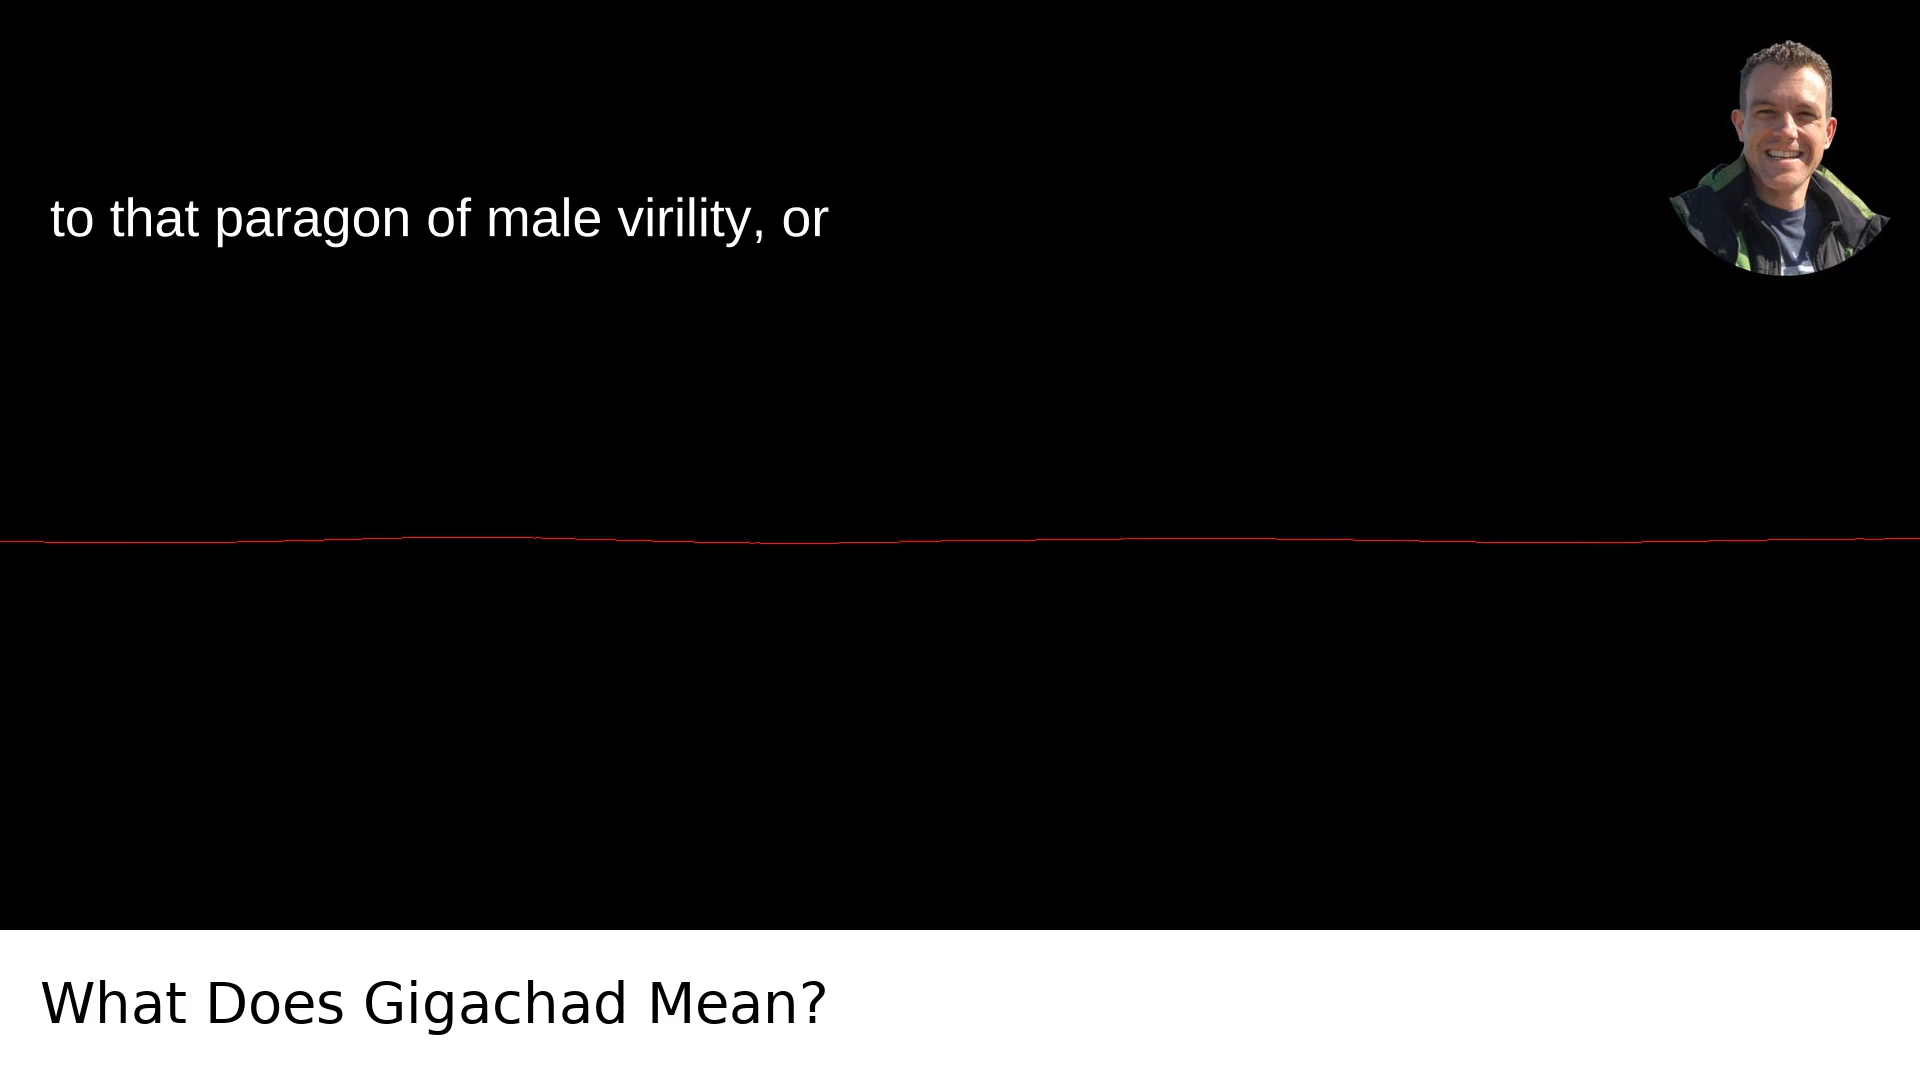 to that paragon of male virility, or
What Does Gigachad Mean?